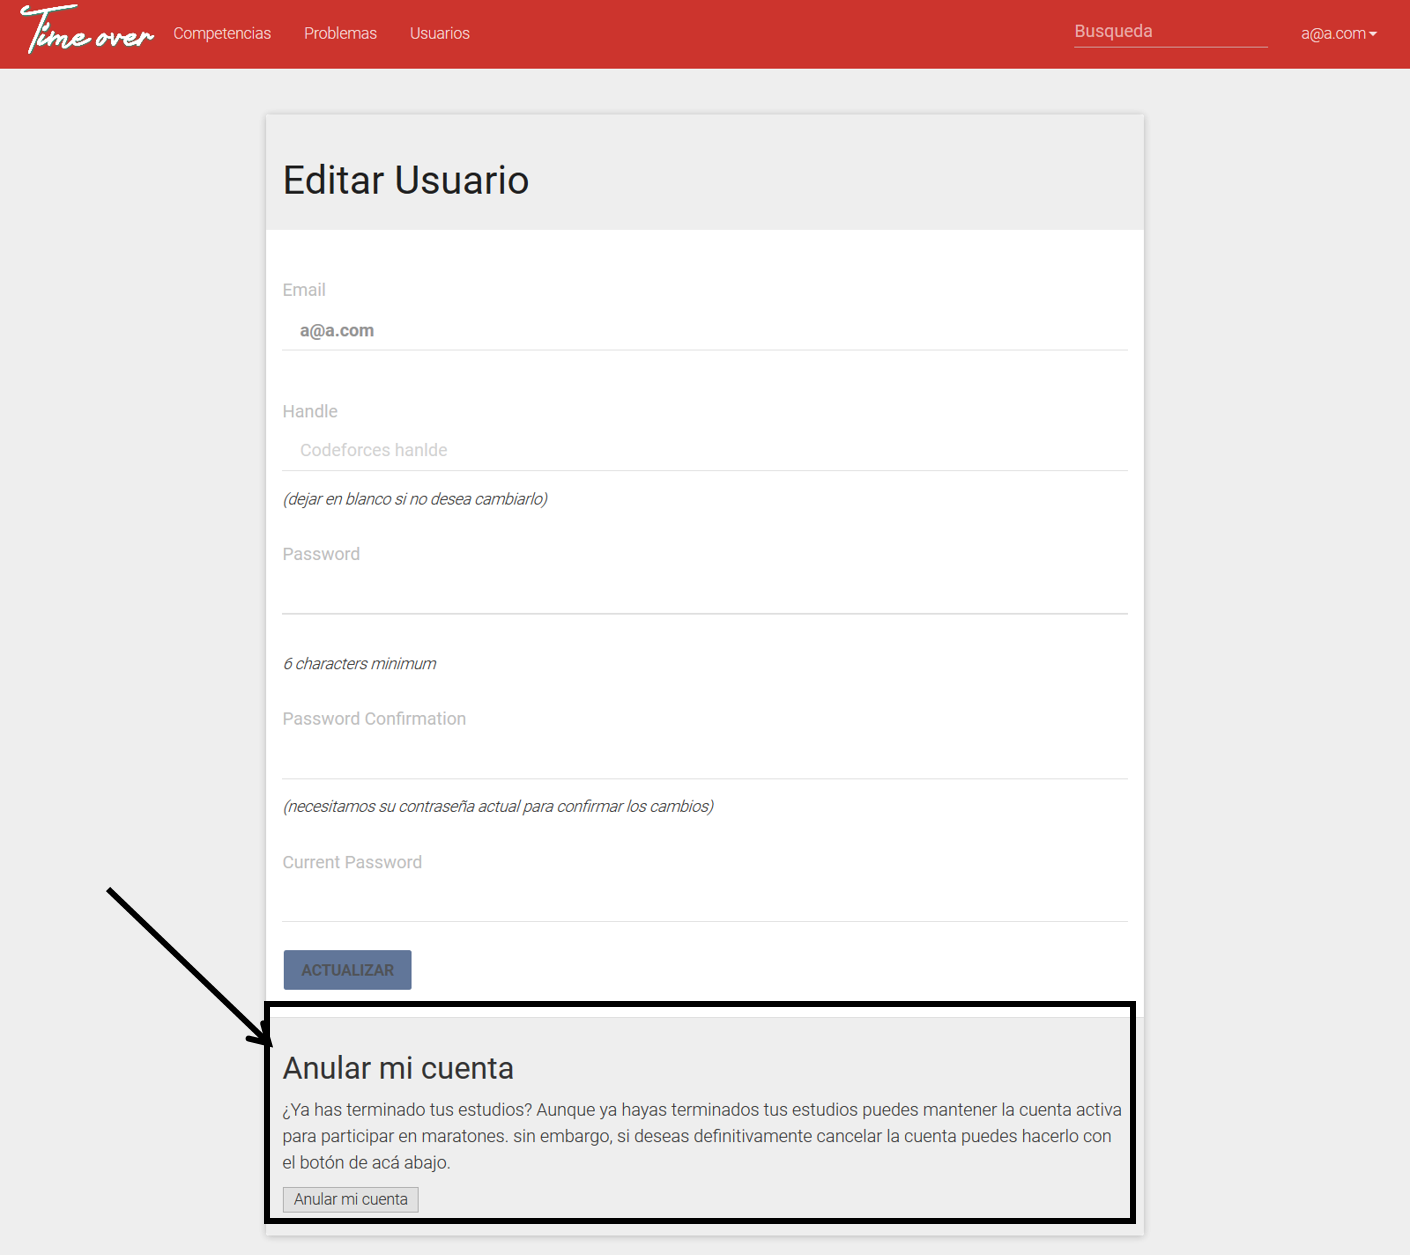 Time over
Competencias
Problemas
Usuarios
Busqueda
a@a.com
Editar Usuario
Email
a@a.com
Handle
Codeforces hanlde
(dejar en blanco si no desea cambiarlo)
Password
6 characters minimum
Password Confirmation
(necesitamos su contraseña actual para confirmar los cambios)
Current Password
ACTUALIZAR
Anular mi cuenta
¿Ya has terminado tus estudios? Aunque ya hayas terminados tus estudios puedes mantener la cuenta activa
para participar en maratones. sin embargo, si deseas definitivamente cancelar la cuenta puedes hacerlo con
el botón de acá abajo.
Anular mi cuenta